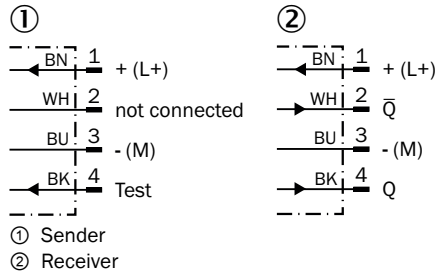 ① ②
BN 1 + (L+)
WH 2 not connected
BU 3 - (M)
BK 4 Test
BN 1 + (L+)
WH 2 Q̅
BU 3 - (M)
BK 4 Q
① Sender
② Receiver